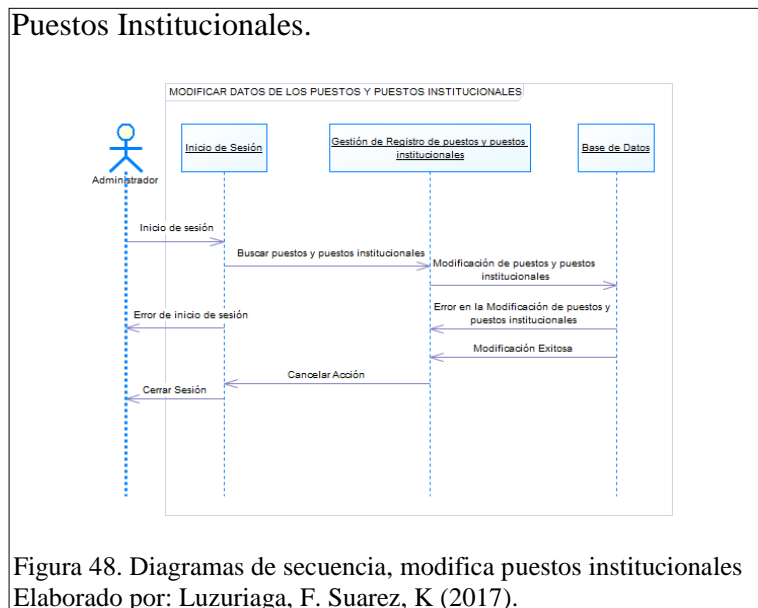 Puestos Institucionales.
MODIFICAR DATOS DE LOS PUESTOS Y PUESTOS INSTITUCIONALES
Administrador
Inicio de Sesión
Gestión de Registro de puestos y puestos
institucionales
Base de Datos
Inicio de sesión
Buscar puestos y puestos institucionales
Modificación de puestos y puestos
institucionales
Error de inicio de sesión
Error en la Modificación de puestos y
puestos institucionales
Modificación Exitosa
Cancelar Acción
Cerrar Sesión
Figura 48. Diagramas de secuencia, modifica puestos institucionales
Elaborado por: Luzuriaga, F. Suarez, K (2017).